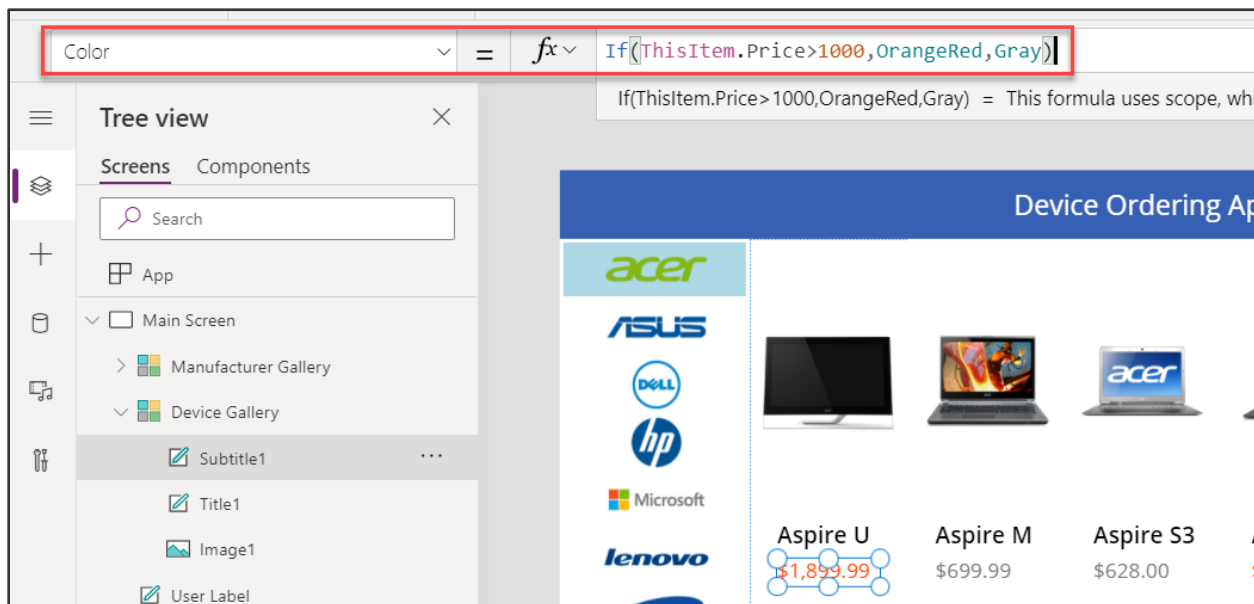 Color = fx If(ThisItem.Price>1000,OrangeRed,Gray)
If(ThisItem.Price>1000,OrangeRed,Gray) = This formula uses scope,
Tree view
Screens Components
Search
App
Main Screen
Manufacturer Gallery
Device Gallery
Subtitle1
Title1
Image1
User Label
Device Ordering
acer
ASUS
DELL
hp
Microsoft
lenovo
acer
Aspire U Aspire M Aspire S3
$1,899.99 $699.99 $628.00